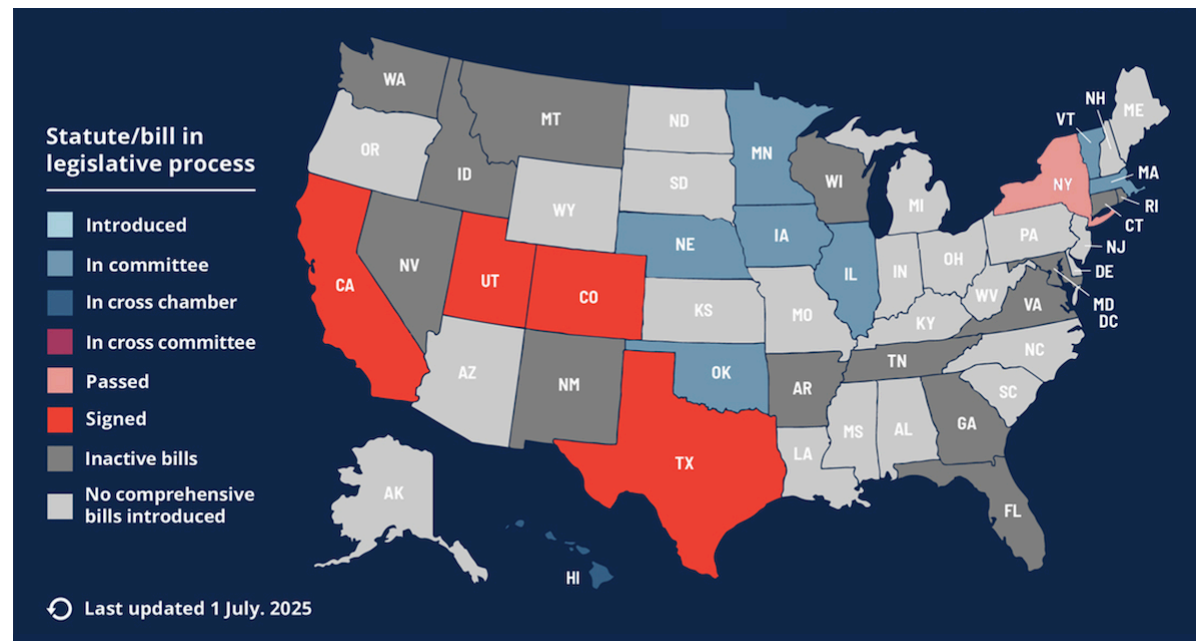 Statute/bill in
legislative process
Introduced
In committee
In cross chamber
In cross committee
Passed
Signed
Inactive bills
No comprehensive
bills introduced
Last updated 1 July. 2025
WA
OR
ID
MT
WY
ND
SD
MN
WI
MI
NE
IA
IL
IN
OH
PA
NY
VT
NH
ME
MA
RI
CT
NJ
DE
MD
DC
CA
NV
UT
CO
KS
MO
KY
WV
VA
AZ
NM
OK
AR
TN
NC
SC
TX
LA
MS
AL
GA
FL
AK
HI